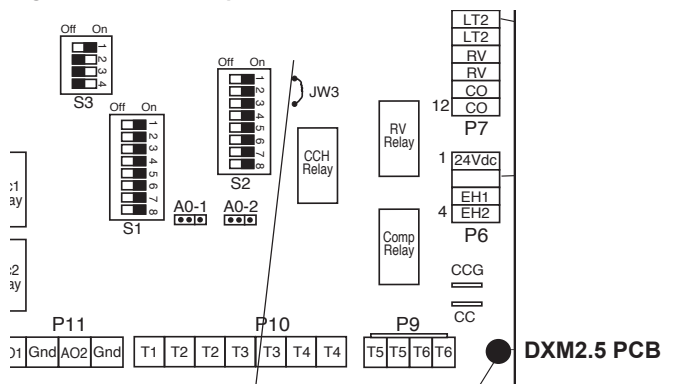 LT2
LT2
RV
RV
CO
12 CO
P7
Off On
1
2
3
4
S3
Off On
1
2
3
4
5
6
7
8
S1
Off On
1
2
3
4
5
6
7
8
S2
JW3
CCH
Relay
RV
Relay
1 24Vdc
EH1
4 EH2
P6
A0-1 A0-2
Comp
Relay
CCG
CC
P11
Gnd AO2 Gnd
P10
T1 T2 T2 T3 T3 T4 T4
P9
T5 T5 T6 T6
DXM2.5 PCB